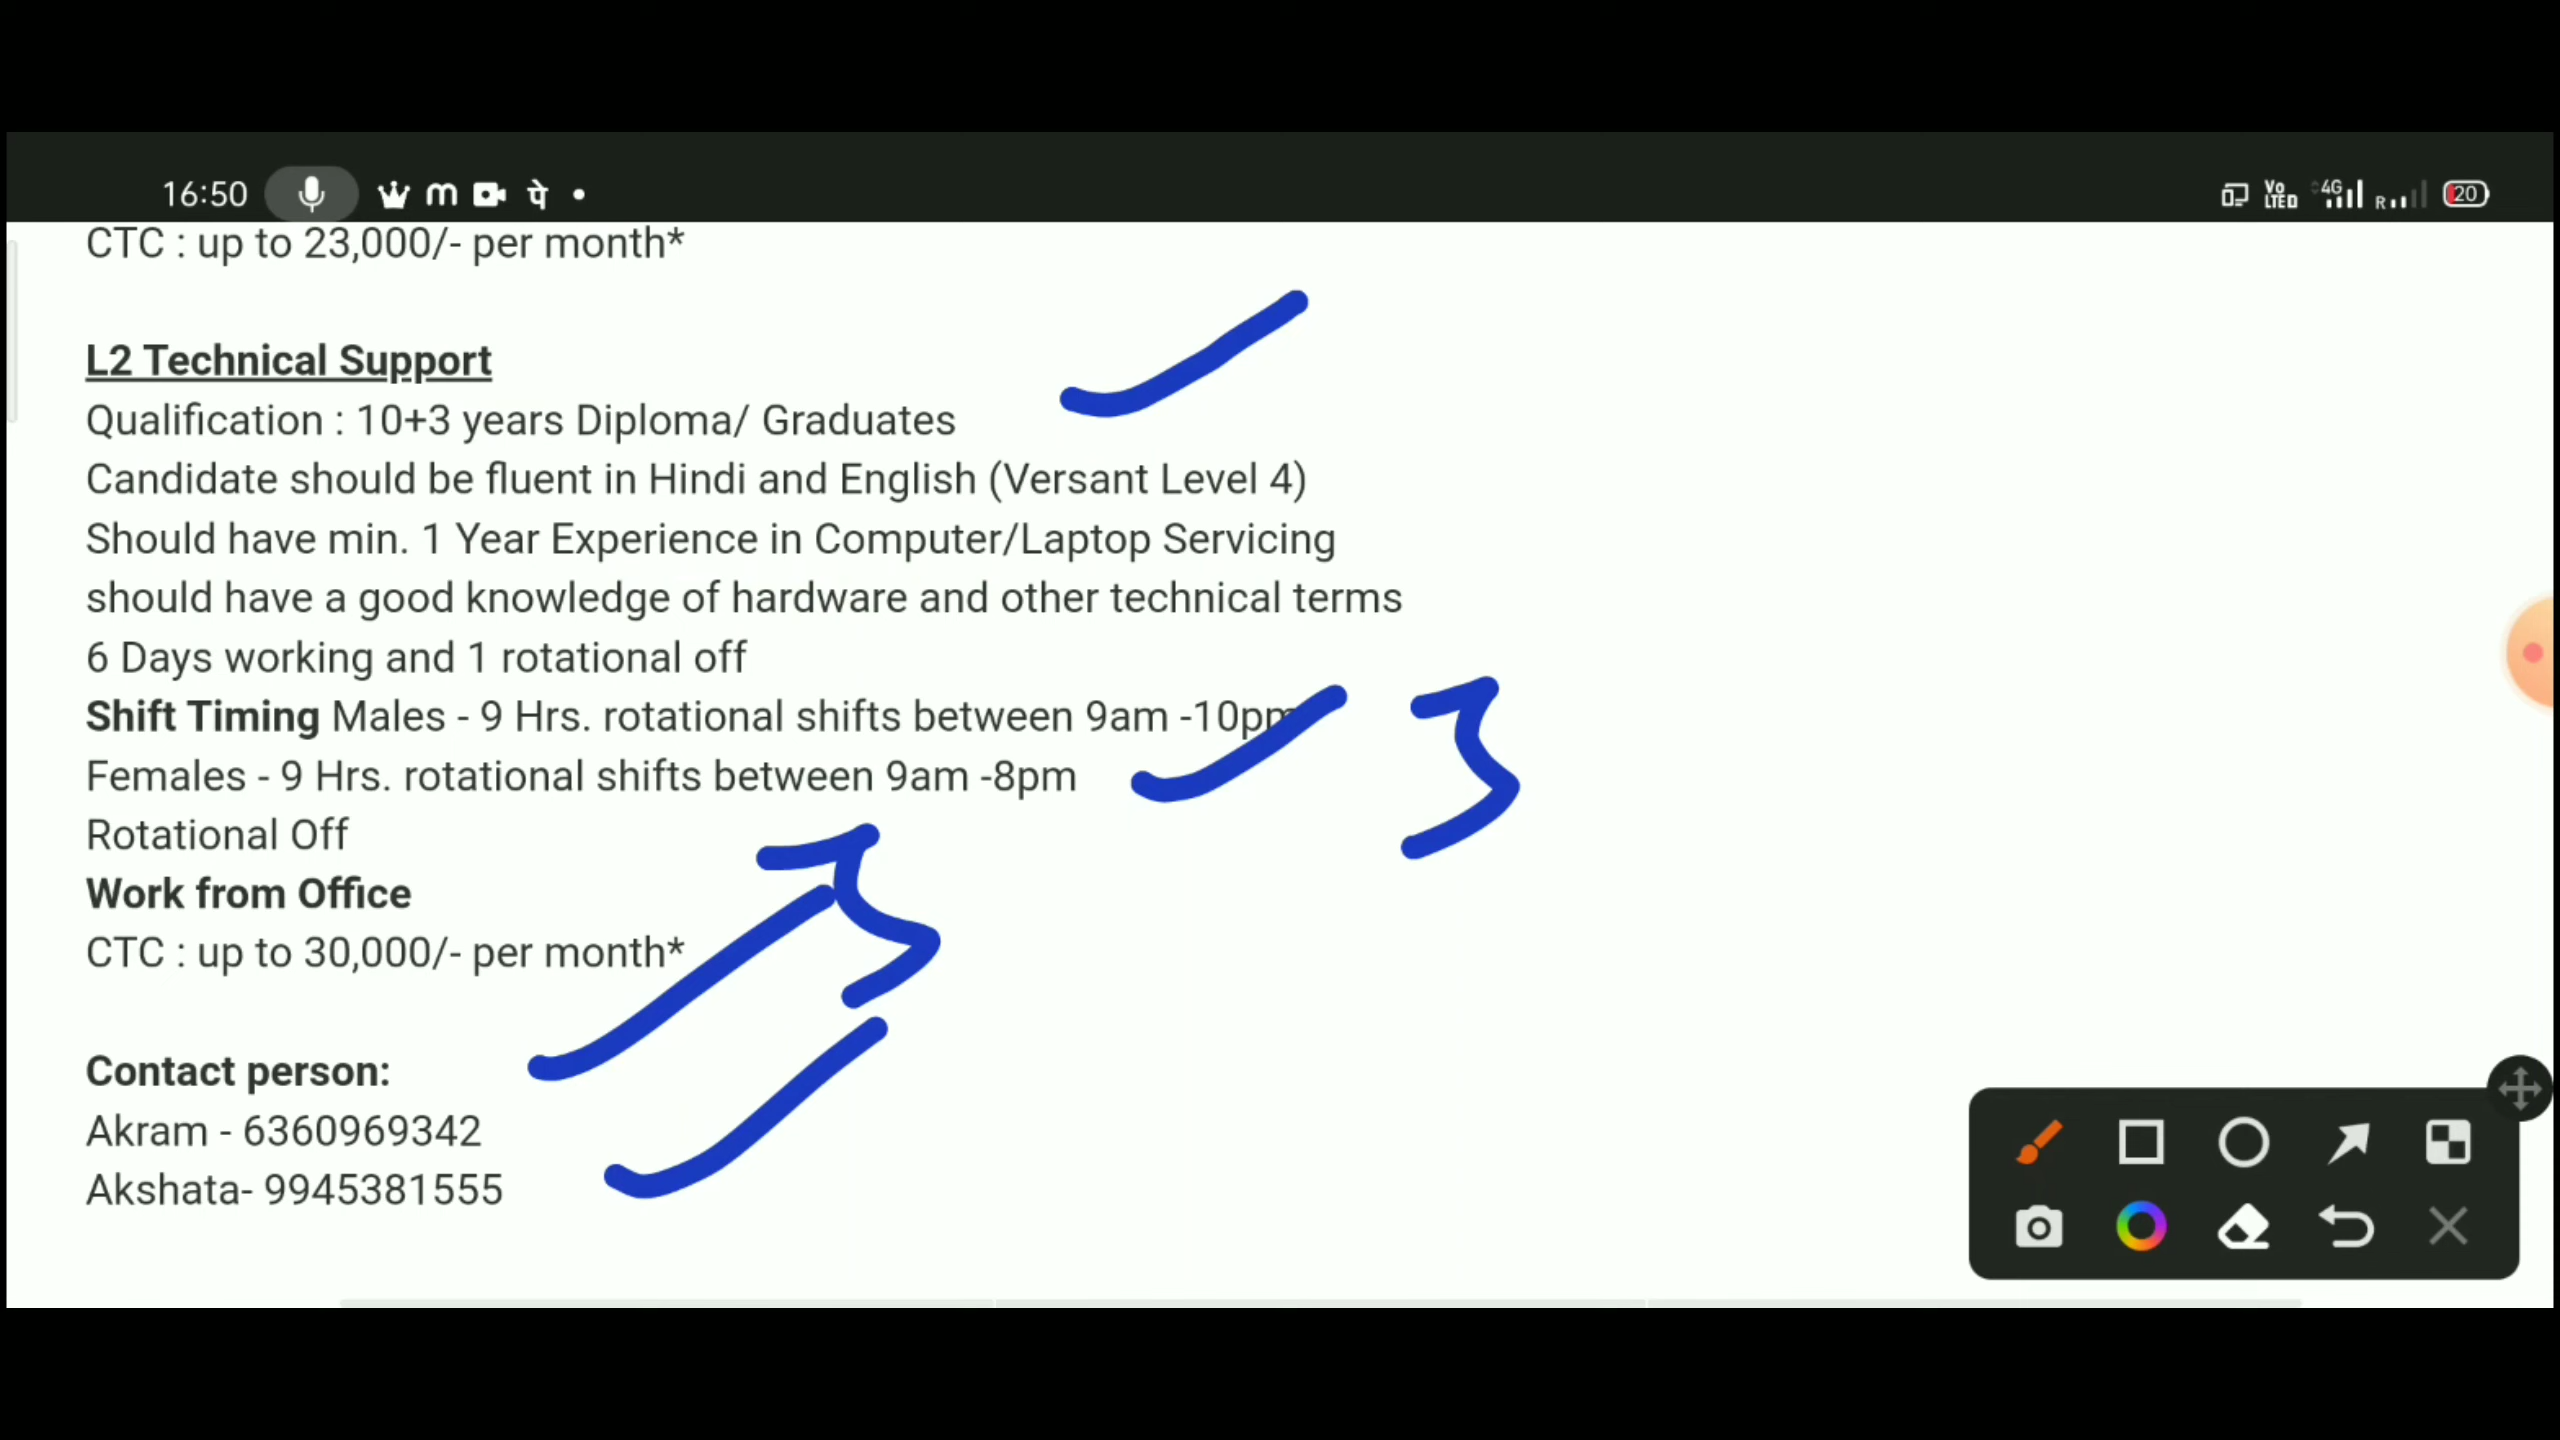 16:50 m पे VoLTE 4G R 20
CTC : up to 23,000/- per month*
L2 Technical Support
Qualification : 10+3 years Diploma/ Graduates
Candidate should be fluent in Hindi and English (Versant Level 4)
Should have min. 1 Year Experience in Computer/Laptop Servicing
should have a good knowledge of hardware and other technical terms
6 Days working and 1 rotational off
Shift Timing Males - 9 Hrs. rotational shifts between 9am -10pm
Females - 9 Hrs. rotational shifts between 9am -8pm
Rotational Off
Work from Office
CTC : up to 30,000/- per month*
Contact person:
Akram - 6360969342
Akshata- 9945381555